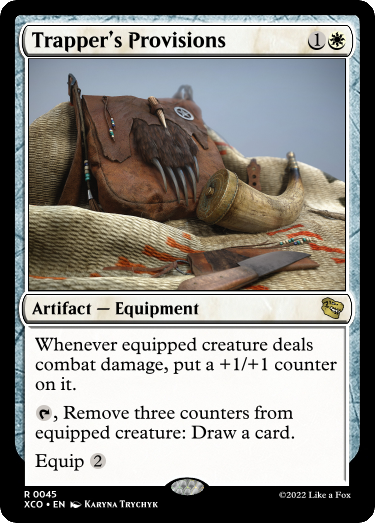 Trapper's Provisions 1
Artifact — Equipment
Whenever equipped creature deals
combat damage, put a +1/+1 counter
on it.
, Remove three counters from
equipped creature: Draw a card.
Equip 2
R 0045
XCO • EN Karyna Trychyk
©2022 Like a Fox